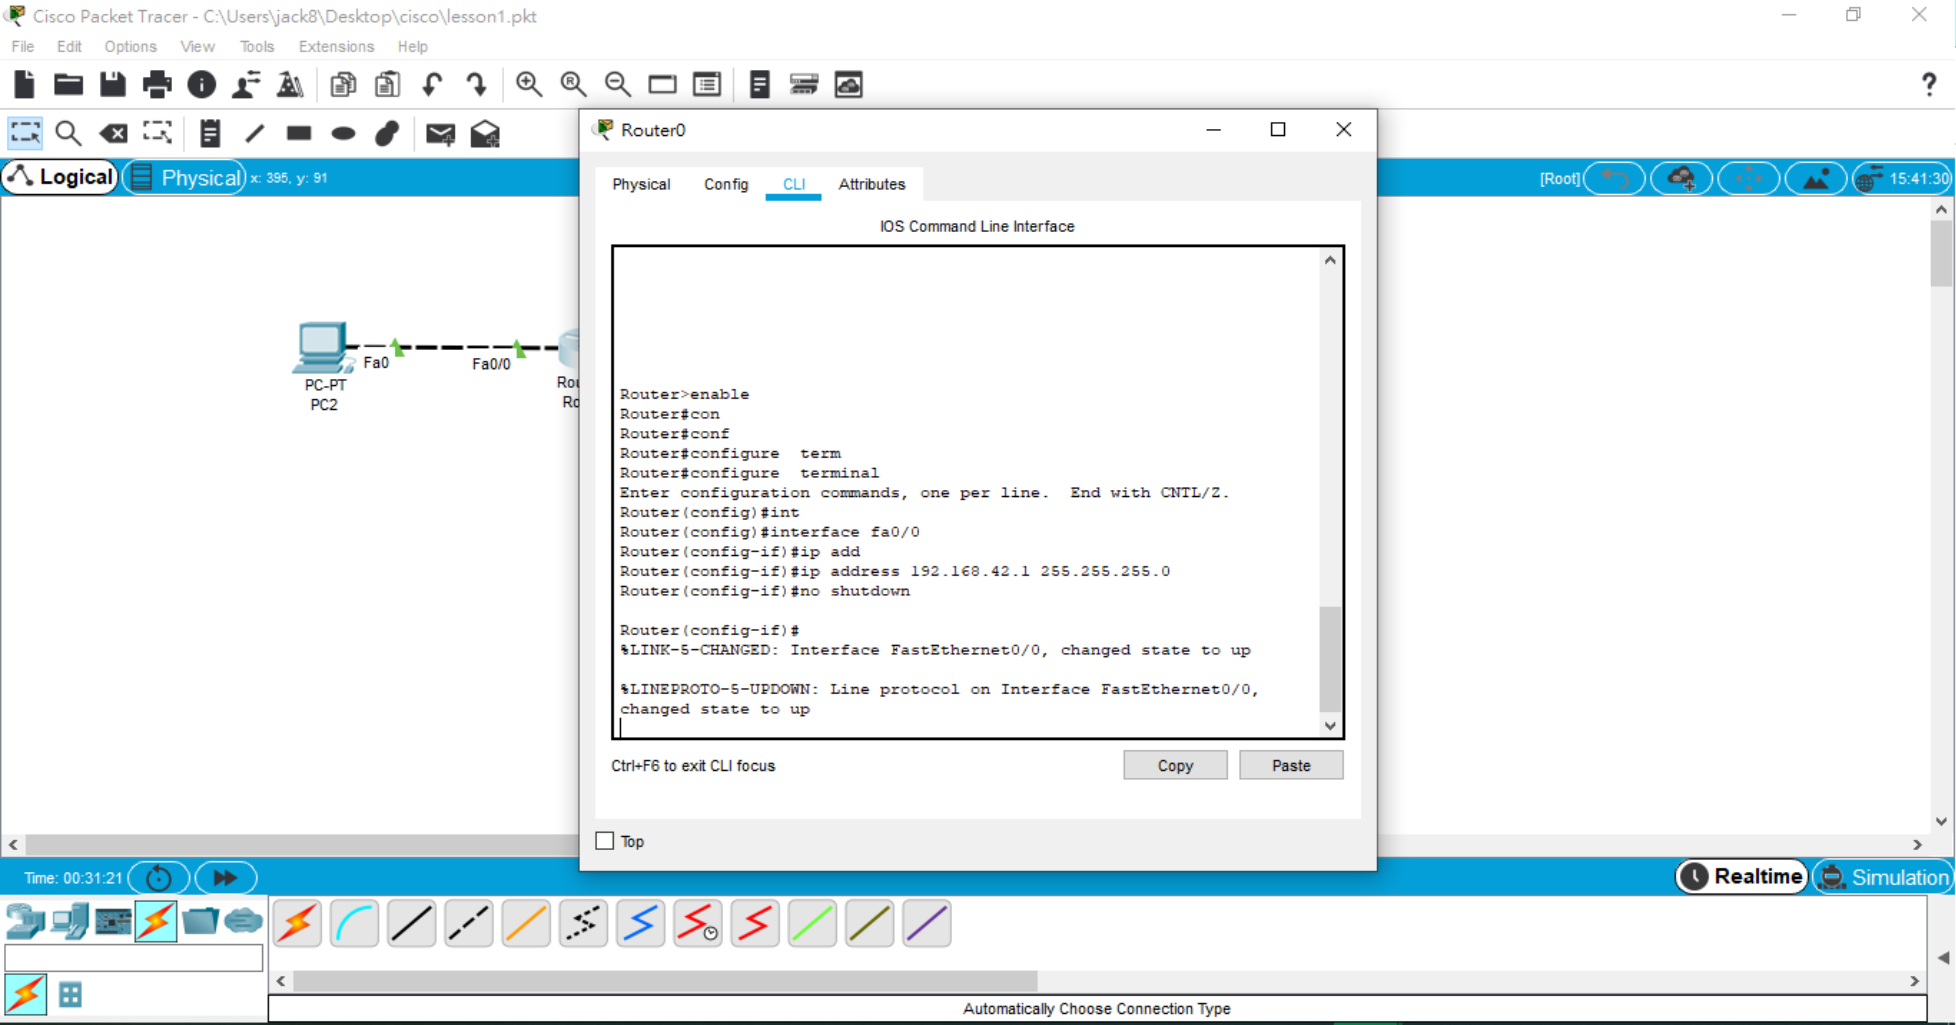 Cisco Packet Tracer - C:\Users\jack8\Desktop\cisco\lesson1.pkt
File Edit Options View Tools Extensions Help
Logical Physical x: 395, y: 91
[Root] 15:41:30
Fa0 Fa0/0
PC-PT
PC2
Rou
Ro
Router0
Physical Config CLI Attributes
IOS Command Line Interface
Router>enable
Router#con
Router#conf
Router#configure  term
Router#configure  terminal
Enter configuration commands, one per line.  End with CNTL/Z.
Router(config)#int
Router(config)#interface fa0/0
Router(config-if)#ip add
Router(config-if)#ip address 192.168.42.1 255.255.255.0
Router(config-if)#no shutdown
Router(config-if)#
%LINK-5-CHANGED: Interface FastEthernet0/0, changed state to up
%LINEPROTO-5-UPDOWN: Line protocol on Interface FastEthernet0/0,
changed state to up
Ctrl+F6 to exit CLI focus
Copy Paste
Top
Time: 00:31:21
Realtime Simulation
Automatically Choose Connection Type